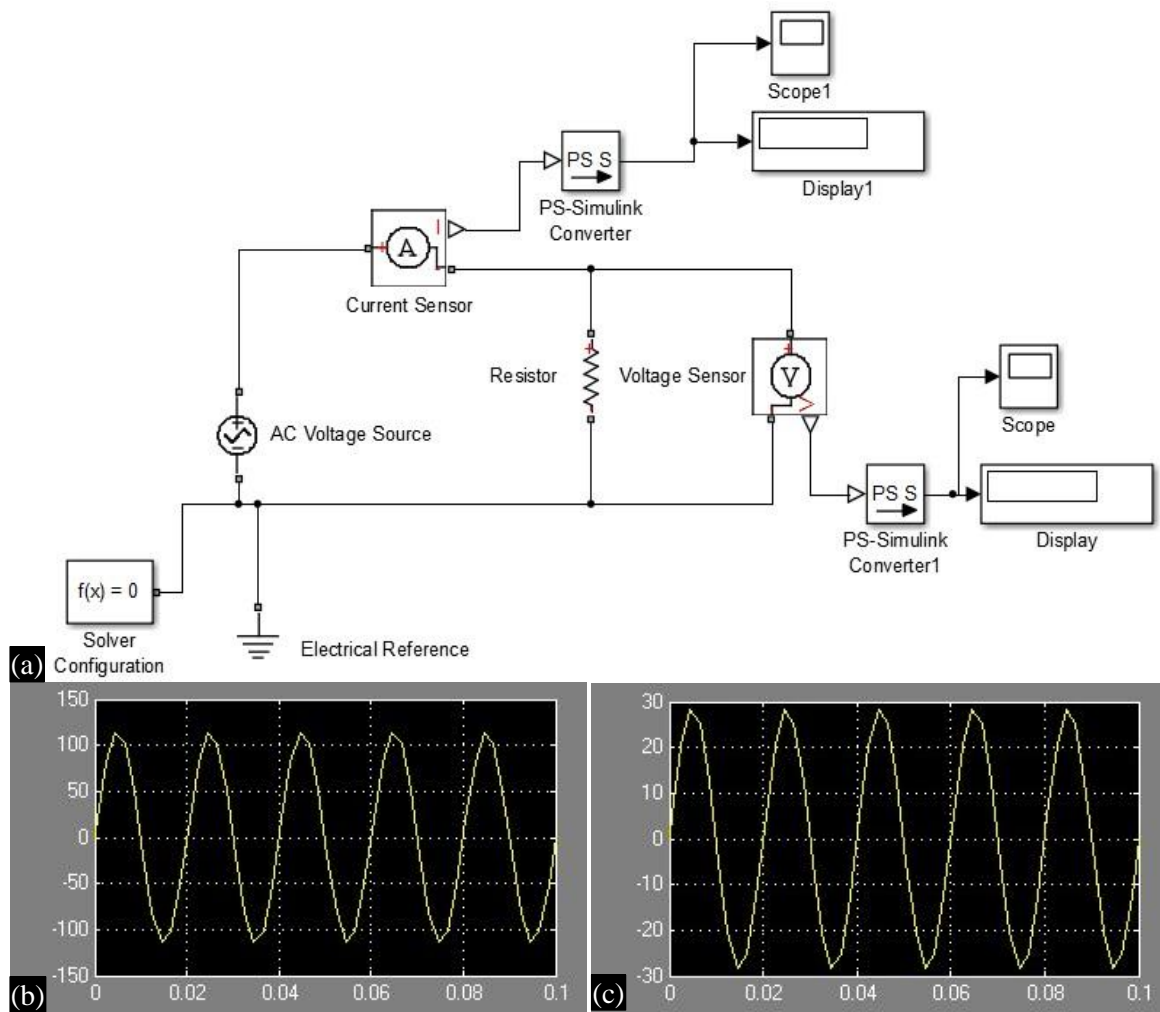 Scope1
PS S
Display1
PS-Simulink
Converter
I
A
Current Sensor
Resistor
Voltage Sensor
V
V
AC Voltage Source
Scope
PS S
PS-Simulink
Converter1
Display
f(x) = 0
Solver
Configuration
Electrical Reference
(a)
150
100
50
0
-50
-100
-150
0
0.02
0.04
0.06
0.08
0.1
(b)
30
20
10
0
-10
-20
-30
0
0.02
0.04
0.06
0.08
0.1
(c)